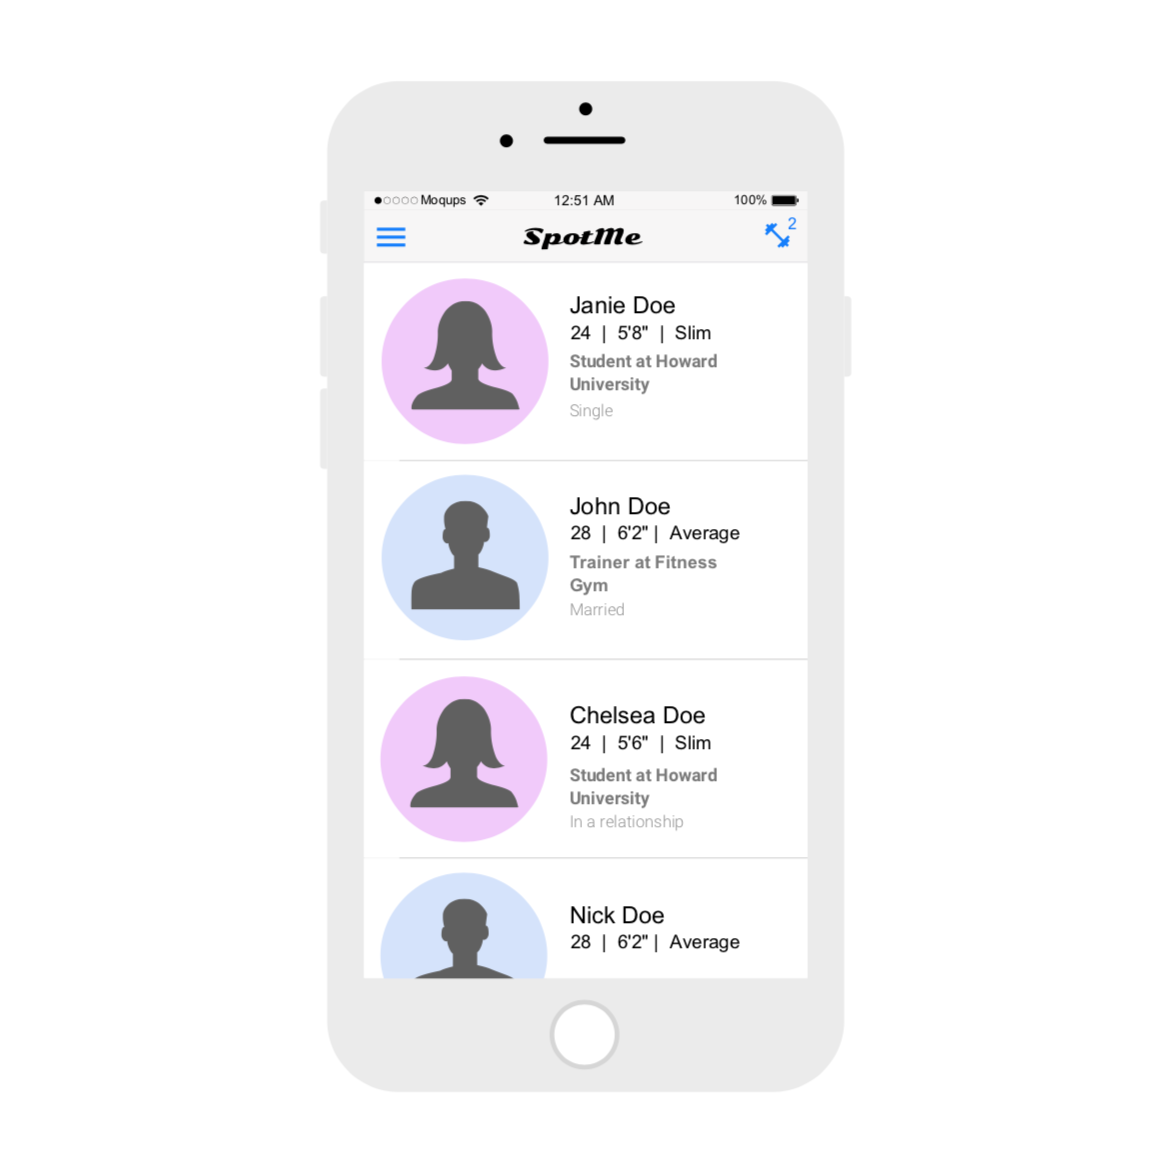 Moqups 12:51 AM 100%
SpotMe 2
Janie Doe
24 | 5'8" | Slim
Student at Howard
University
Single
John Doe
28 | 6'2" | Average
Trainer at Fitness
Gym
Married
Chelsea Doe
24 | 5'6" | Slim
Student at Howard
University
In a relationship
Nick Doe
28 | 6'2" | Average